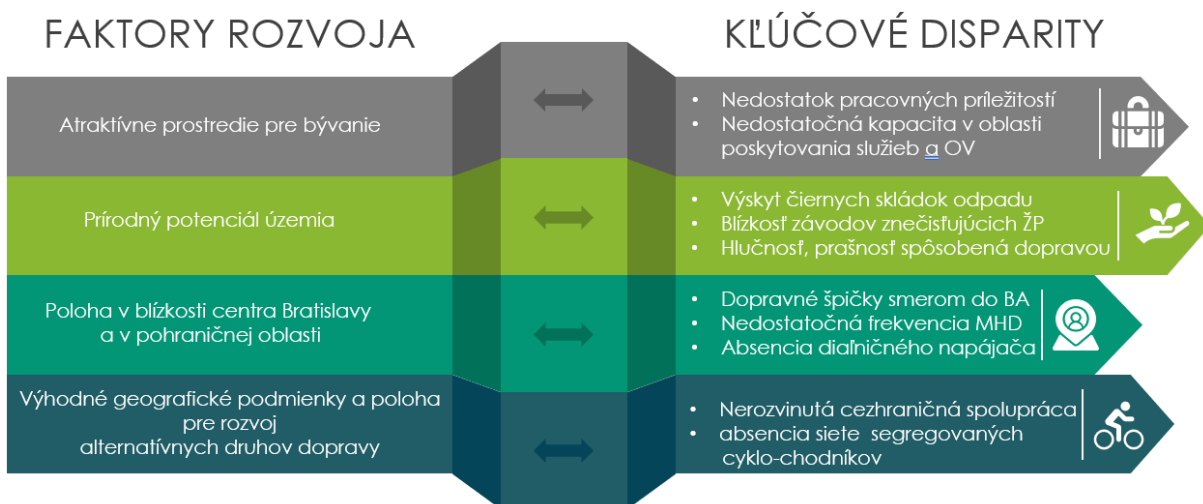 FAKTORY ROZVOJA
KĽÚČOVÉ DISPARITY
Atraktívne prostredie pre bývanie
• Nedostatok pracovných príležitostí
• Nedostatočná kapacita v oblasti
poskytovania služieb a OV
Prírodný potenciál územia
• Výskyt čiernych skládok odpadu
• Blízkosť závodov znečisťujúcich ŽP
• Hlučnosť, prašnosť spôsobená dopravou
Poloha v blízkosti centra Bratislavy
a v pohraničnej oblasti
• Dopravné špičky smerom do BA
• Nedostatočná frekvencia MHD
• Absencia diaľničného napájača
Výhodné geografické podmienky a poloha
pre rozvoj
alternatívnych druhov dopravy
• Nerozvinutá cezhraničná spolupráca
• absencia siete segregovaných
cyklo-chodníkov